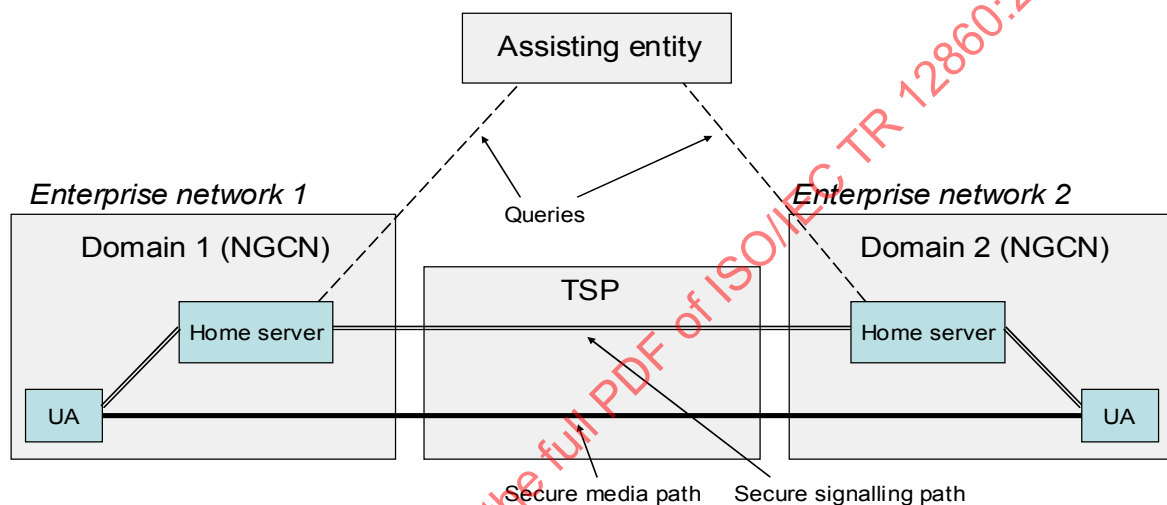 Assisting entity
Enterprise network 1
Queries
Enterprise network 2
Domain 1 (NGCN)
Domain 2 (NGCN)
TSP
Home server
Home server
UA
UA
Secure media path
Secure signalling path
he full PDF of ISO/IEC TR 12860:2